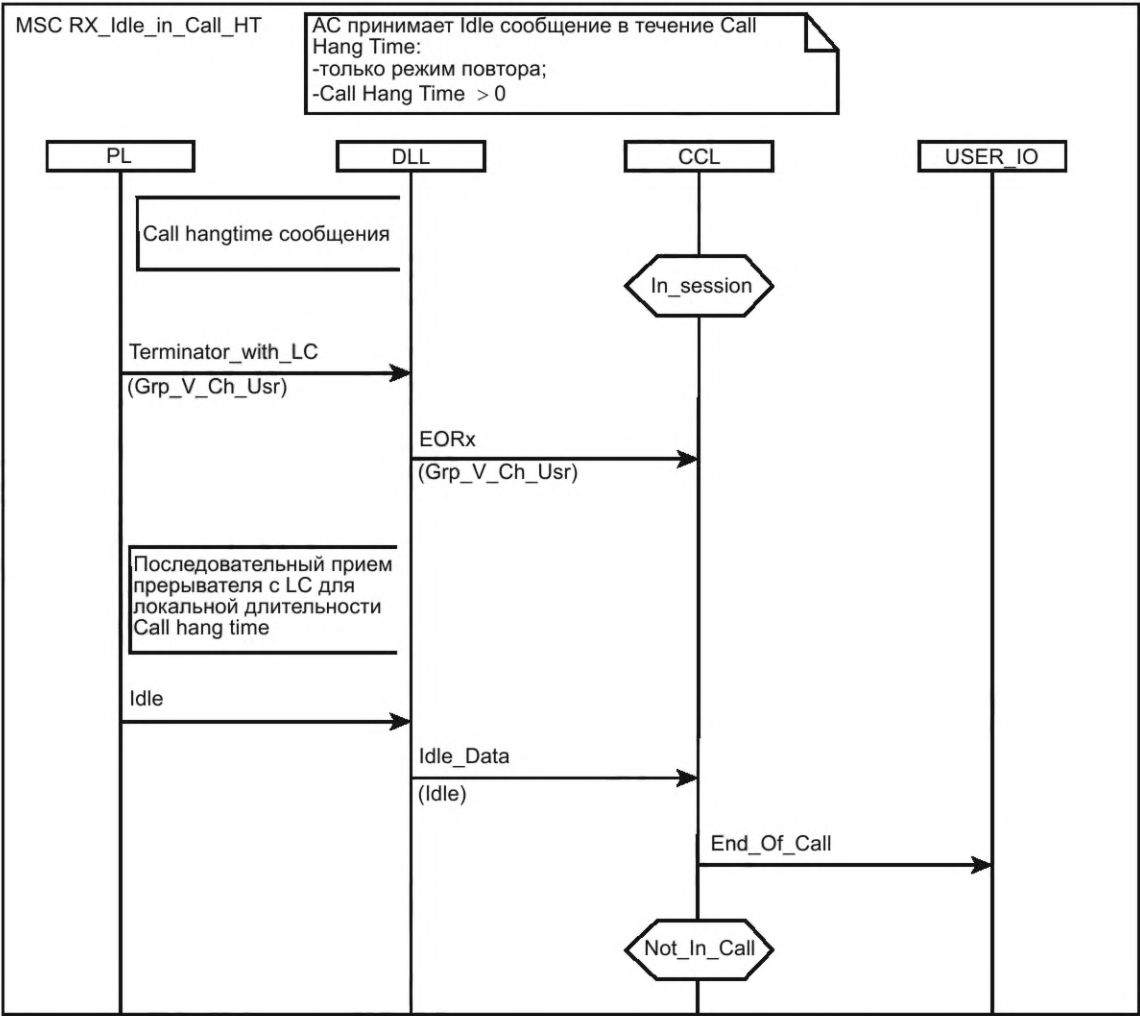 MSC RX_Idle_in_Call_HT
АС принимает Idle сообщение в течение Call
Hang Time:
-только режим повтора;
-Call Hang Time > 0
PL
DLL
CCL
USER_IO
Call hangtime сообщения
In_session
Terminator_with_LC
(Grp_V_Ch_Usr)
EORx
(Grp_V_Ch_Usr)
Последовательный прием
прерывателя с LC для
локальной длительности
Call hang time
Idle
Idle_Data
(Idle)
End_Of_Call
Not_In_Call